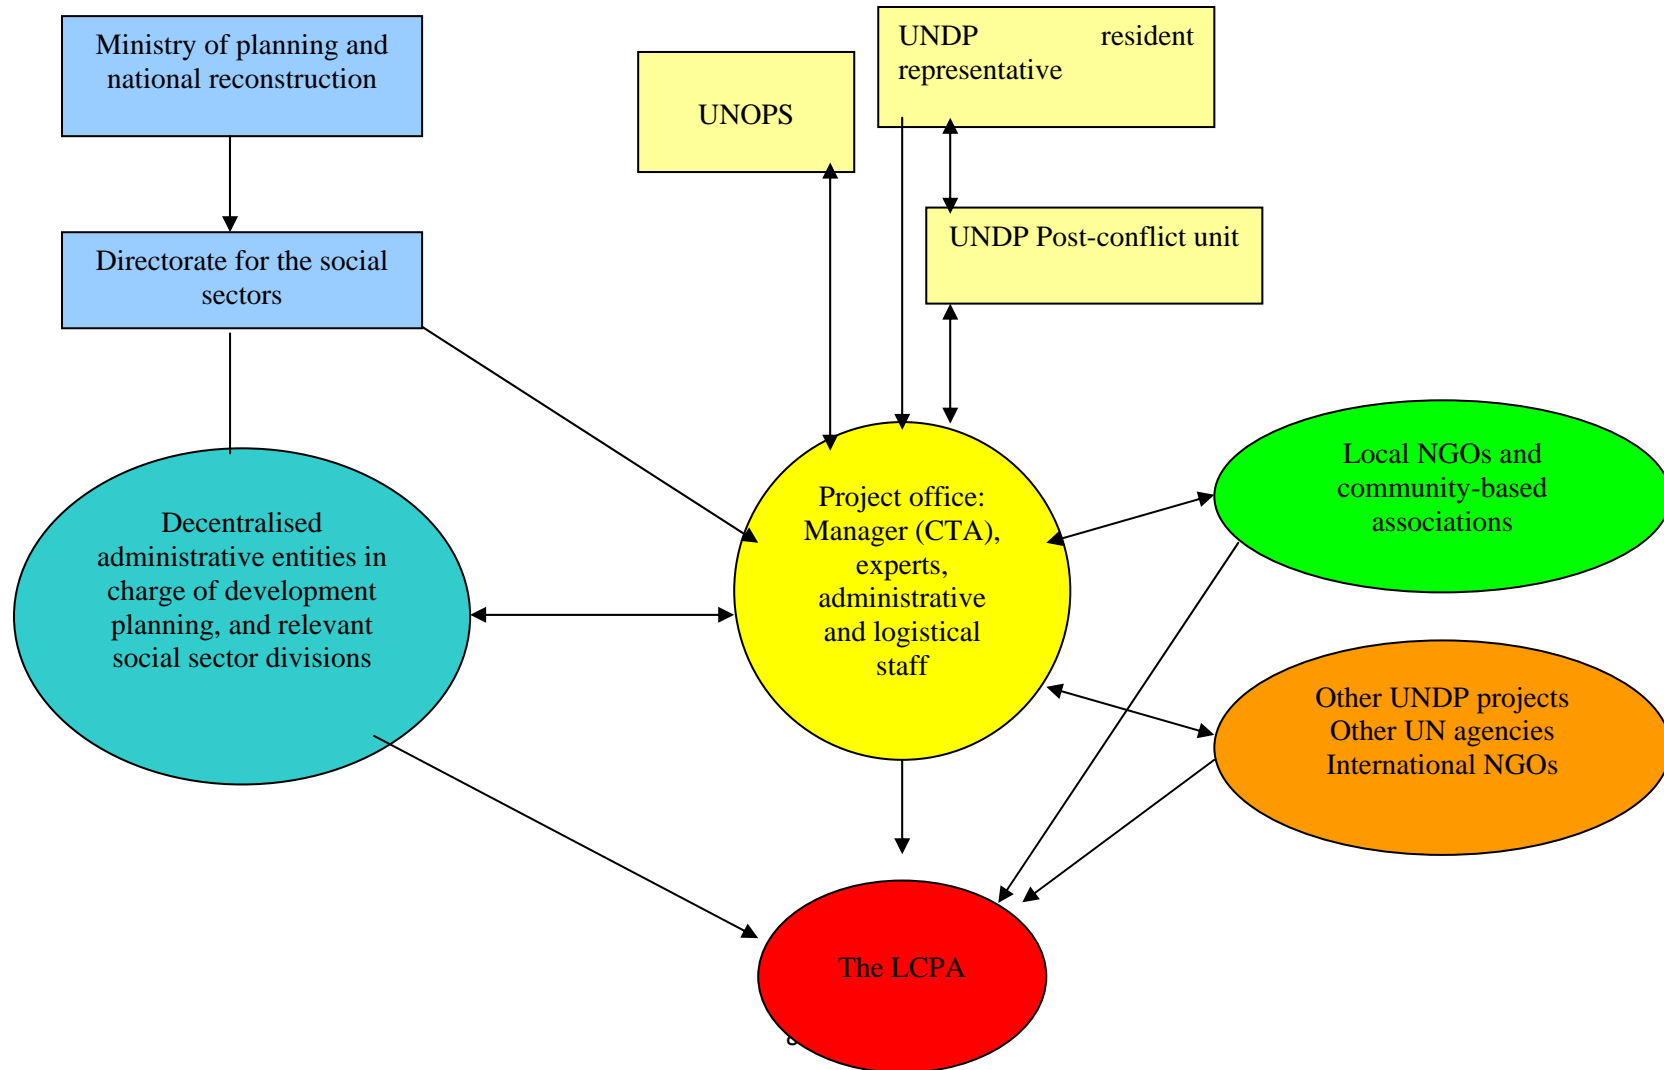 Ministry of planning and
national reconstruction
UNOPS
UNDP resident
representative
Directorate for the social
sectors
UNDP Post-conflict unit
Decentralised
administrative entities in
charge of development
planning, and relevant
social sector divisions
Project office:
Manager (CTA),
experts,
administrative
and logistical
staff
Local NGOs and
community-based
associations
Other UNDP projects
Other UN agencies
International NGOs
The LCPA